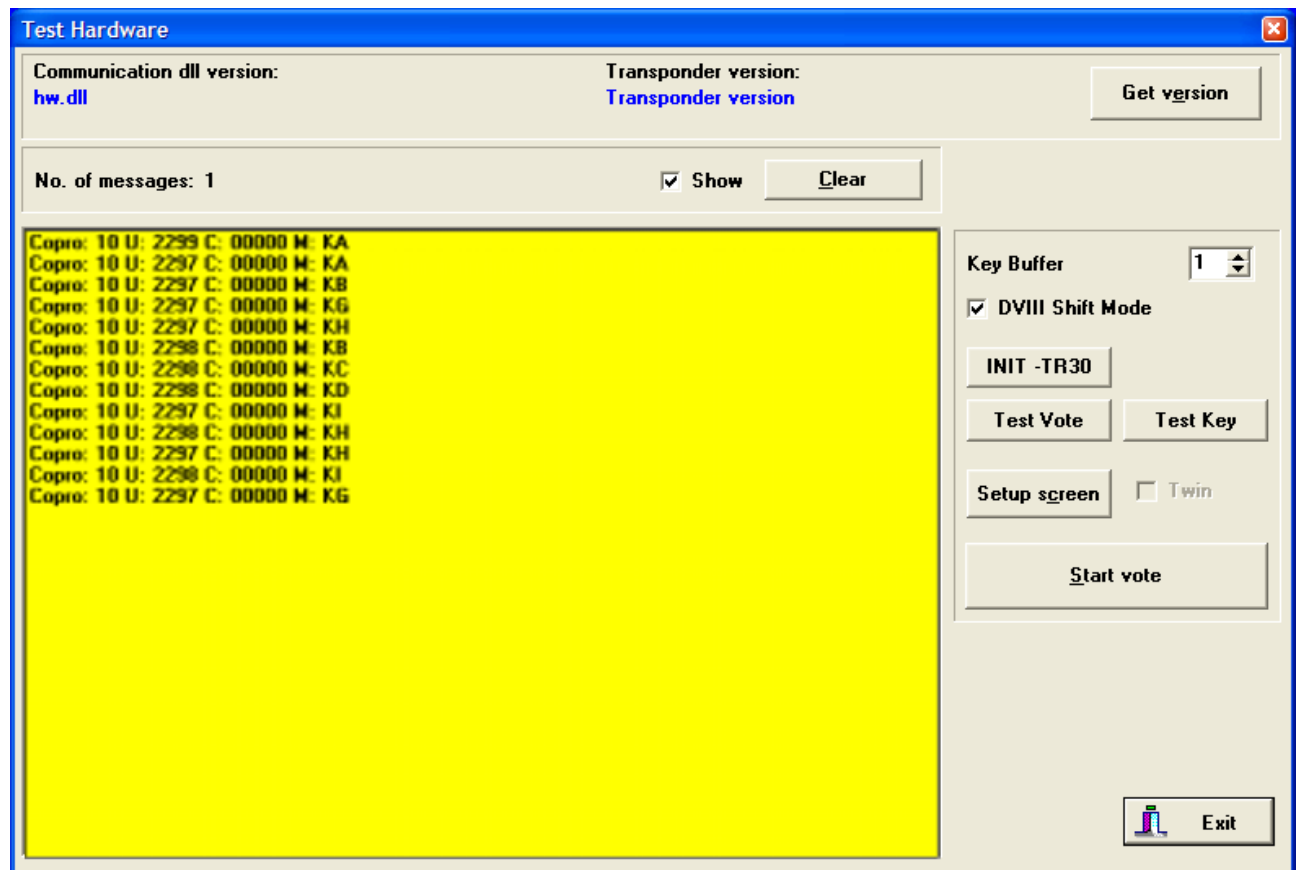 Test Hardware
Communication dll version:
hw.dll
Transponder version:
Transponder version
Get version
No. of messages: 1
Show
Clear
Copro: 10 U: 2299 C: 00000 M: KA
Copro: 10 U: 2297 C: 00000 M: KA
Copro: 10 U: 2297 C: 00000 M: KB
Copro: 10 U: 2297 C: 00000 M: KG
Copro: 10 U: 2297 C: 00000 M: KH
Copro: 10 U: 2298 C: 00000 M: KB
Copro: 10 U: 2298 C: 00000 M: KC
Copro: 10 U: 2298 C: 00000 M: KD
Copro: 10 U: 2297 C: 00000 M: KI
Copro: 10 U: 2298 C: 00000 M: KH
Copro: 10 U: 2297 C: 00000 M: KH
Copro: 10 U: 2298 C: 00000 M: KI
Copro: 10 U: 2297 C: 00000 M: KG
Key Buffer
1
DVIII Shift Mode
INIT -TR30
Test Vote
Test Key
Setup screen
Twin
Start vote
Exit